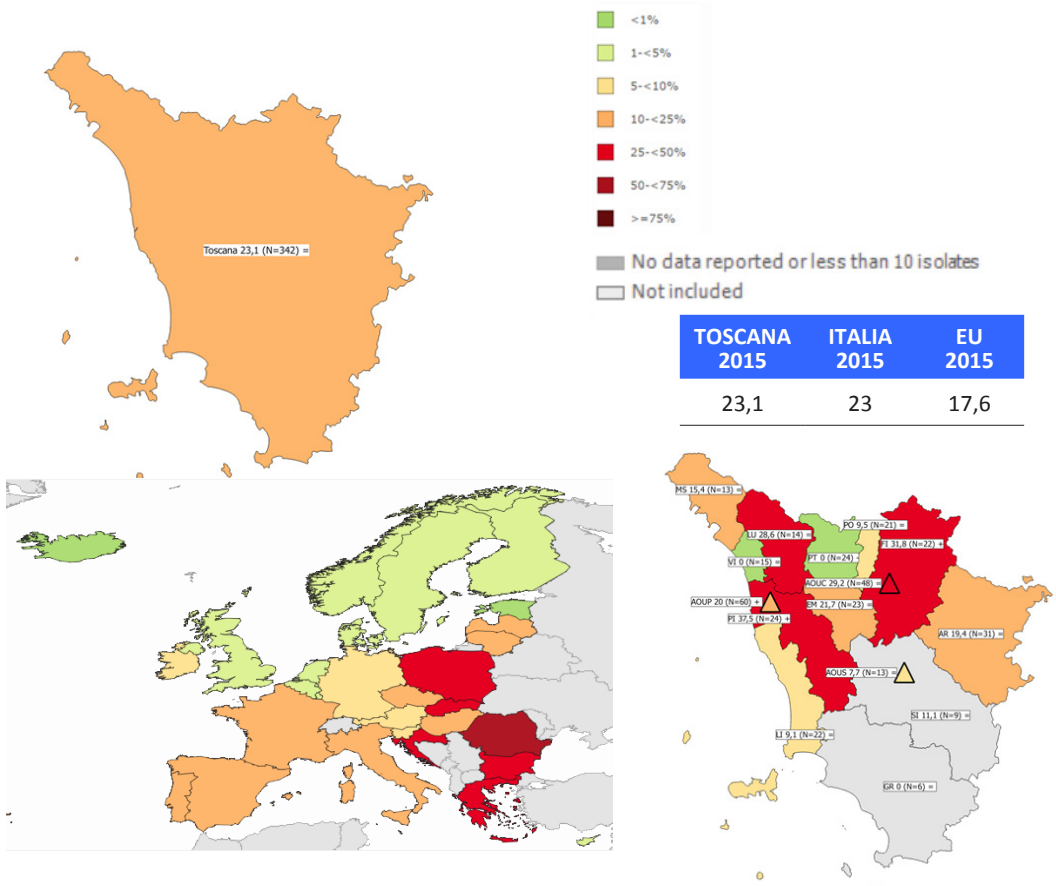 <1%
1-<5%
5-<10%
10-<25%
25-<50%
50-<75%
>=75%
No data reported or less than 10 isolates
Not included
Toscana 23,1 (N=342) =
TOSCANA 2015
ITALIA 2015
EU 2015
23,1
23
17,6
MS 15,4 (N=13) =
PO 9,5 (N=21) =
LU 28,6 (N=14) =
FI 31,8 (N=22) +
VI 0 (N=15) =
PT 0 (N=24) -
AOUC 29,2 (N=48) =
AOUP 20 (N=60) +
EM 21,7 (N=23) =
PI 37,5 (N=24) +
AR 19,4 (N=31) =
AOUS 7,7 (N=13) =
SI 11,1 (N=9) =
LI 9,1 (N=22) =
GR 0 (N=6) =